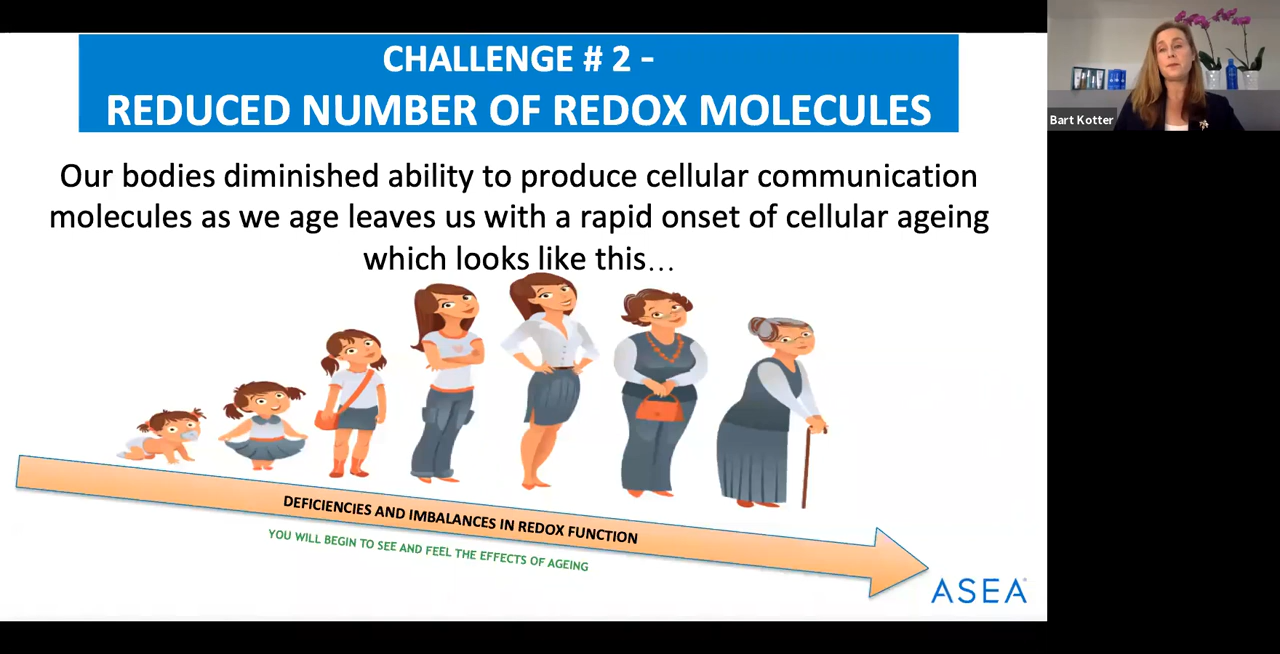 CHALLENGE # 2 -
REDUCED NUMBER OF REDOX MOLECULES
Our bodies diminished ability to produce cellular communication
molecules as we age leaves us with a rapid onset of cellular ageing
which looks like this...
DEFICIENCIES AND IMBALANCES IN REDOX FUNCTION
YOU WILL BEGIN TO SEE AND FEEL THE EFFECTS OF AGEING
ASEA
Bart Kotter